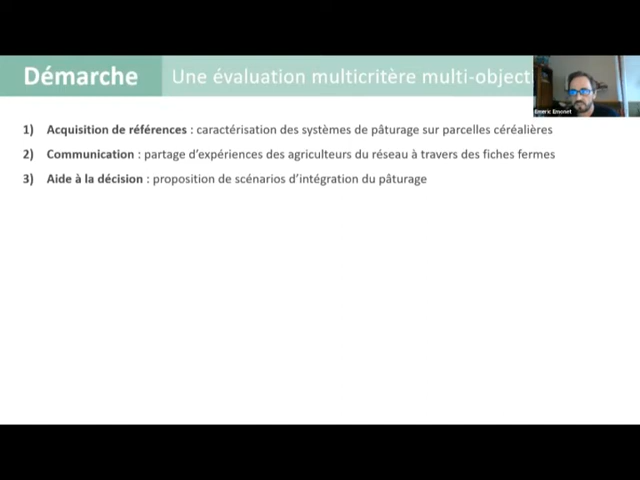 Démarche
Une évaluation multicritère multi-object
Emeric Emonet
1) Acquisition de références : caractérisation des systèmes de pâturage sur parcelles céréalières
2) Communication : partage d'expériences des agriculteurs du réseau à travers des fiches fermes
3) Aide à la décision : proposition de scénarios d'intégration du pâturage